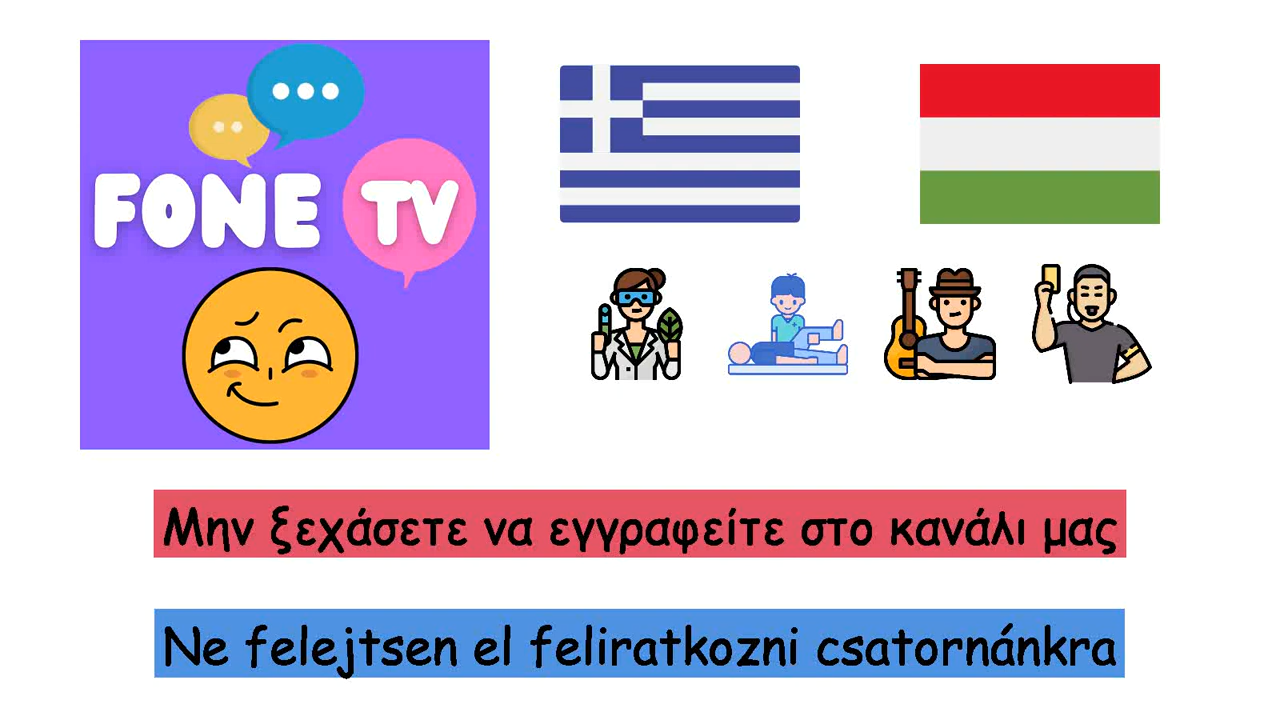 FONE TV
Μην ξεχάσετε να εγγραφείτε στο κανάλι μας
Ne felejtsen el feliratkozni csatornánkra